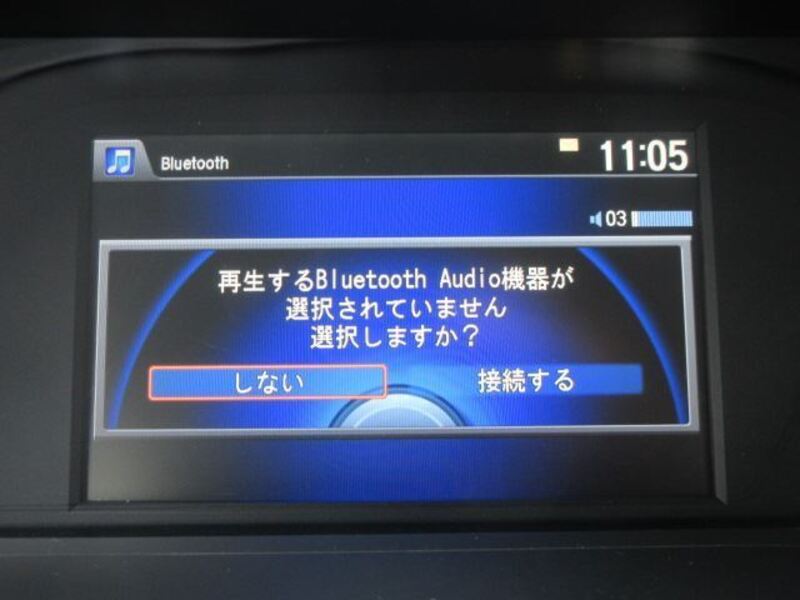 Bluetooth
11:05
03
再生するBluetooth Audio機器が
選択されていません
選択しますか？
しない
接続する